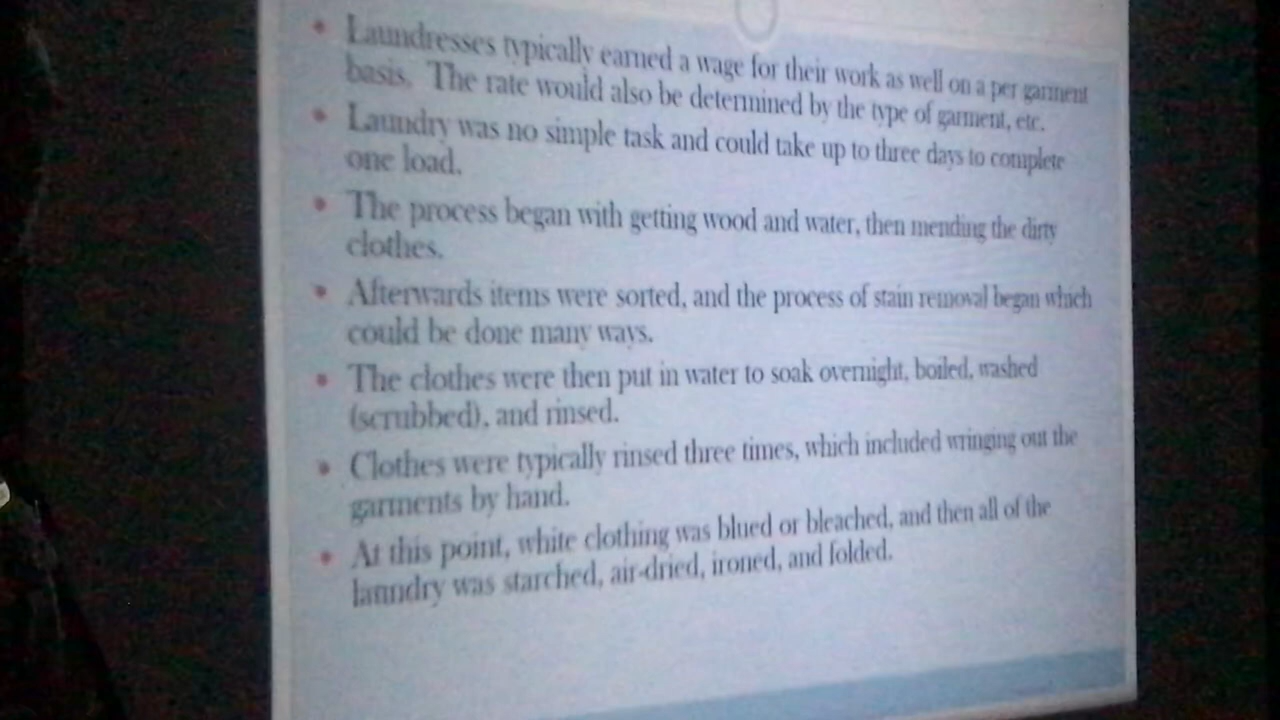 • Laundresses typically earned a wage for their work as well on a per garment
basis. The rate would also be determined by the type of garment, etc.
• Laundry was no simple task and could take up to three days to complete
one load.
• The process began with getting wood and water, then mending the dirty
clothes.
• Afterwards items were sorted, and the process of stain removal began which
could be done many ways.
• The clothes were then put in water to soak overnight, boiled, washed
(scrubbed), and rinsed.
• Clothes were typically rinsed three times, which included wringing out the
garments by hand.
• At this point, white clothing was blued or bleached, and then all of the
laundry was starched, air-dried, ironed, and folded.